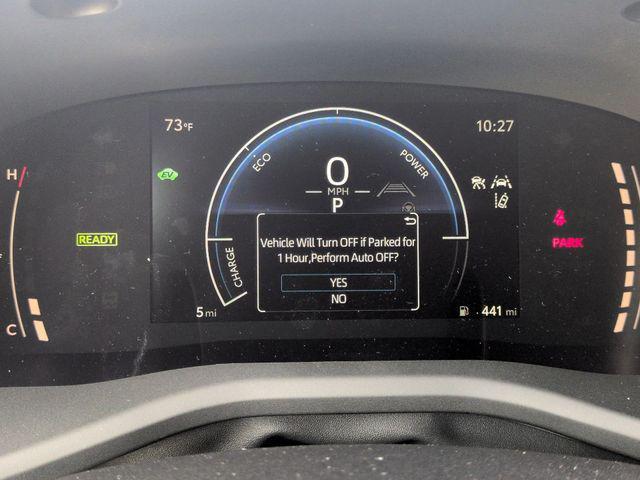 73°F
10:27
EV
ECO
POWER
0
MPH
P
H
READY
PARK
CHARGE
Vehicle Will Turn OFF if Parked for
1 Hour,Perform Auto OFF?
YES
NO
C
5 mi
441 mi